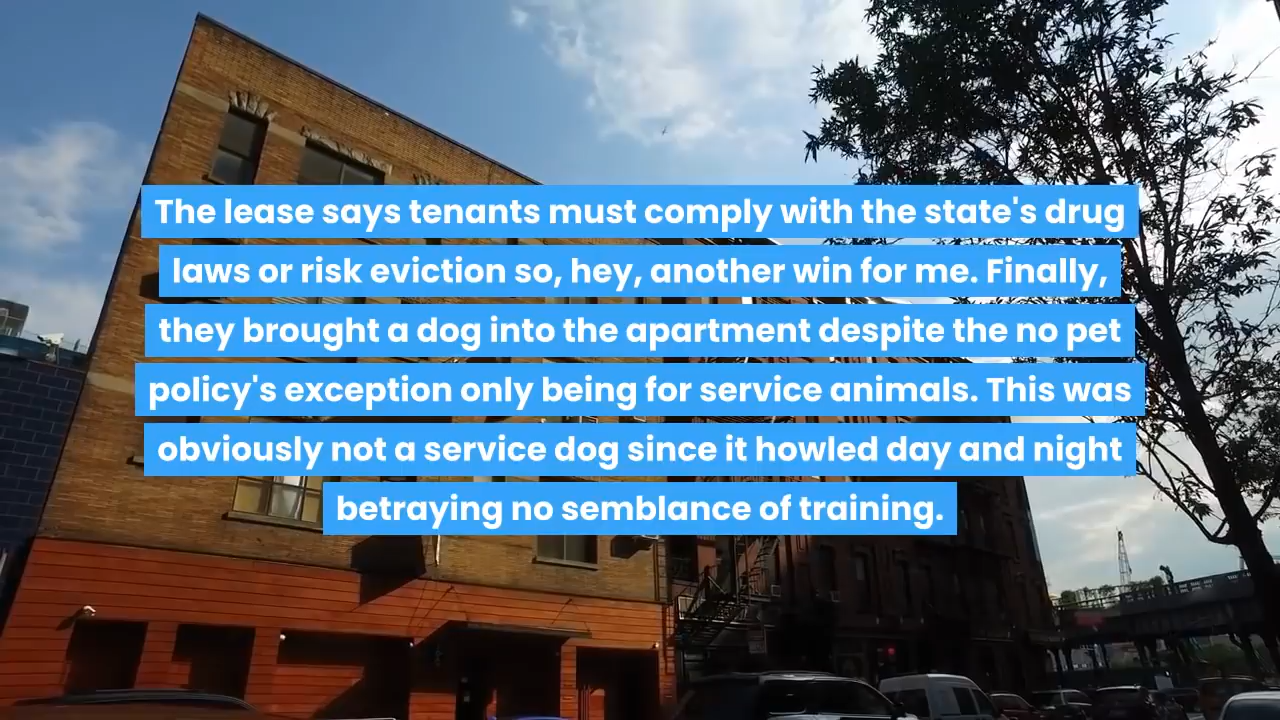 The lease says tenants must comply with the state's drug
laws or risk eviction so, hey, another win for me. Finally,
they brought a dog into the apartment despite the no pet
policy's exception only being for service animals. This was
obviously not a service dog since it howled day and night
betraying no semblance of training.